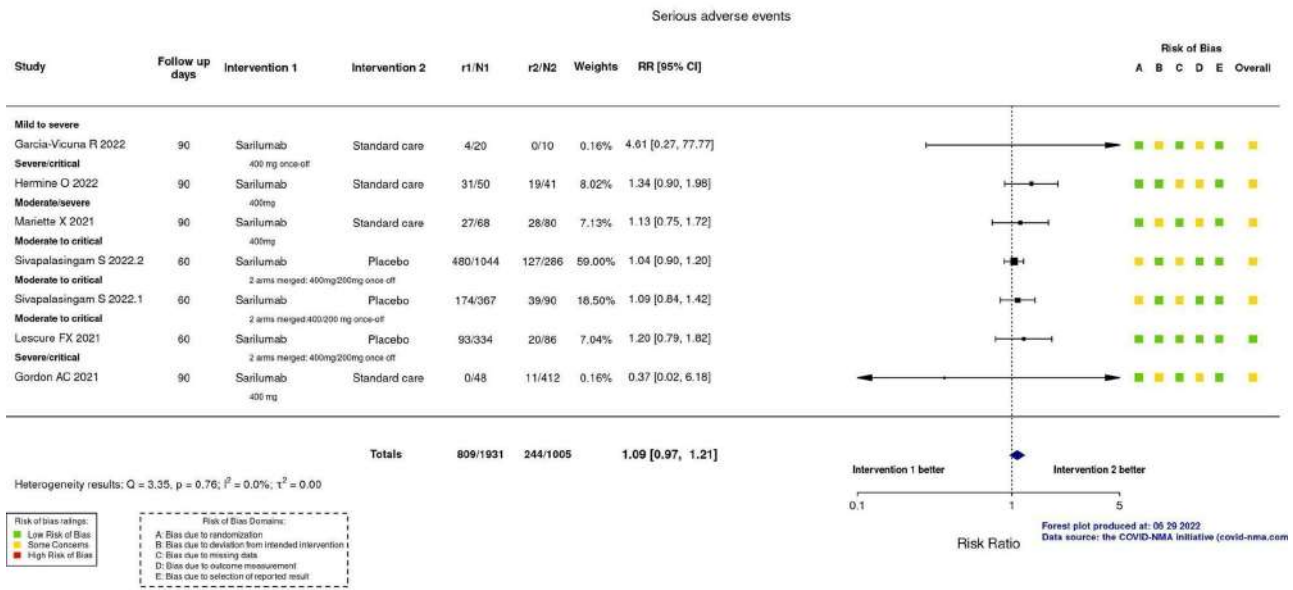 Serious adverse events
Risk of Bias
Study Follow up days Intervention 1 Intervention 2 r1/N1 r2/N2 Weights RR [95% CI] A B C D E Overall
Mild to severe
Garcia-Vicuna R 2022 90 Sarilumab Standard care 4/20 0/10 0.16% 4.61 [0.27, 77.77]
Severe/critical 400 mg once-off
Hermine O 2022 90 Sarilumab Standard care 31/50 19/41 8.02% 1.34 [0.90, 1.98]
Moderate/severe 400mg
Mariette X 2021 90 Sarilumab Standard care 27/68 28/80 7.13% 1.13 [0.75, 1.72]
Moderate to critical 400mg
Sivapalasingam S 2022.2 60 Sarilumab Placebo 480/1044 127/286 59.00% 1.04 [0.90, 1.20]
Moderate to critical 2 arms merged: 400mg/200mg once off
Sivapalasingam S 2022.1 60 Sarilumab Placebo 174/367 39/90 18.50% 1.09 [0.84, 1.42]
Moderate to critical 2 arms merged:400/200 mg once-off
Lescure FX 2021 60 Sarilumab Placebo 93/334 20/86 7.04% 1.20 [0.79, 1.82]
Severe/critical 2 arms merged: 400mg/200mg once off
Gordon AC 2021 90 Sarilumab Standard care 0/48 11/412 0.16% 0.37 [0.02, 6.18]
400 mg
Totals 809/1931 244/1005 1.09 [0.97, 1.21]
Intervention 1 better Intervention 2 better
Heterogeneity results: Q = 3.35, p = 0.76; I² = 0.0%; τ² = 0.00
0.1 1 5
Risk Ratio
Forest plot produced at: 06 29 2022
Data source: the COVID-NMA initiative (covid-nma.com
Risk of bias ratings:
Low Risk of Bias
Some Concerns
High Risk of Bias
Risk of Bias Domains:
A: Bias due to randomization
B: Bias due to deviation from intended intervention
C: Bias due to missing data
D: Bias due to outcome measurement
E: Bias due to selection of reported result